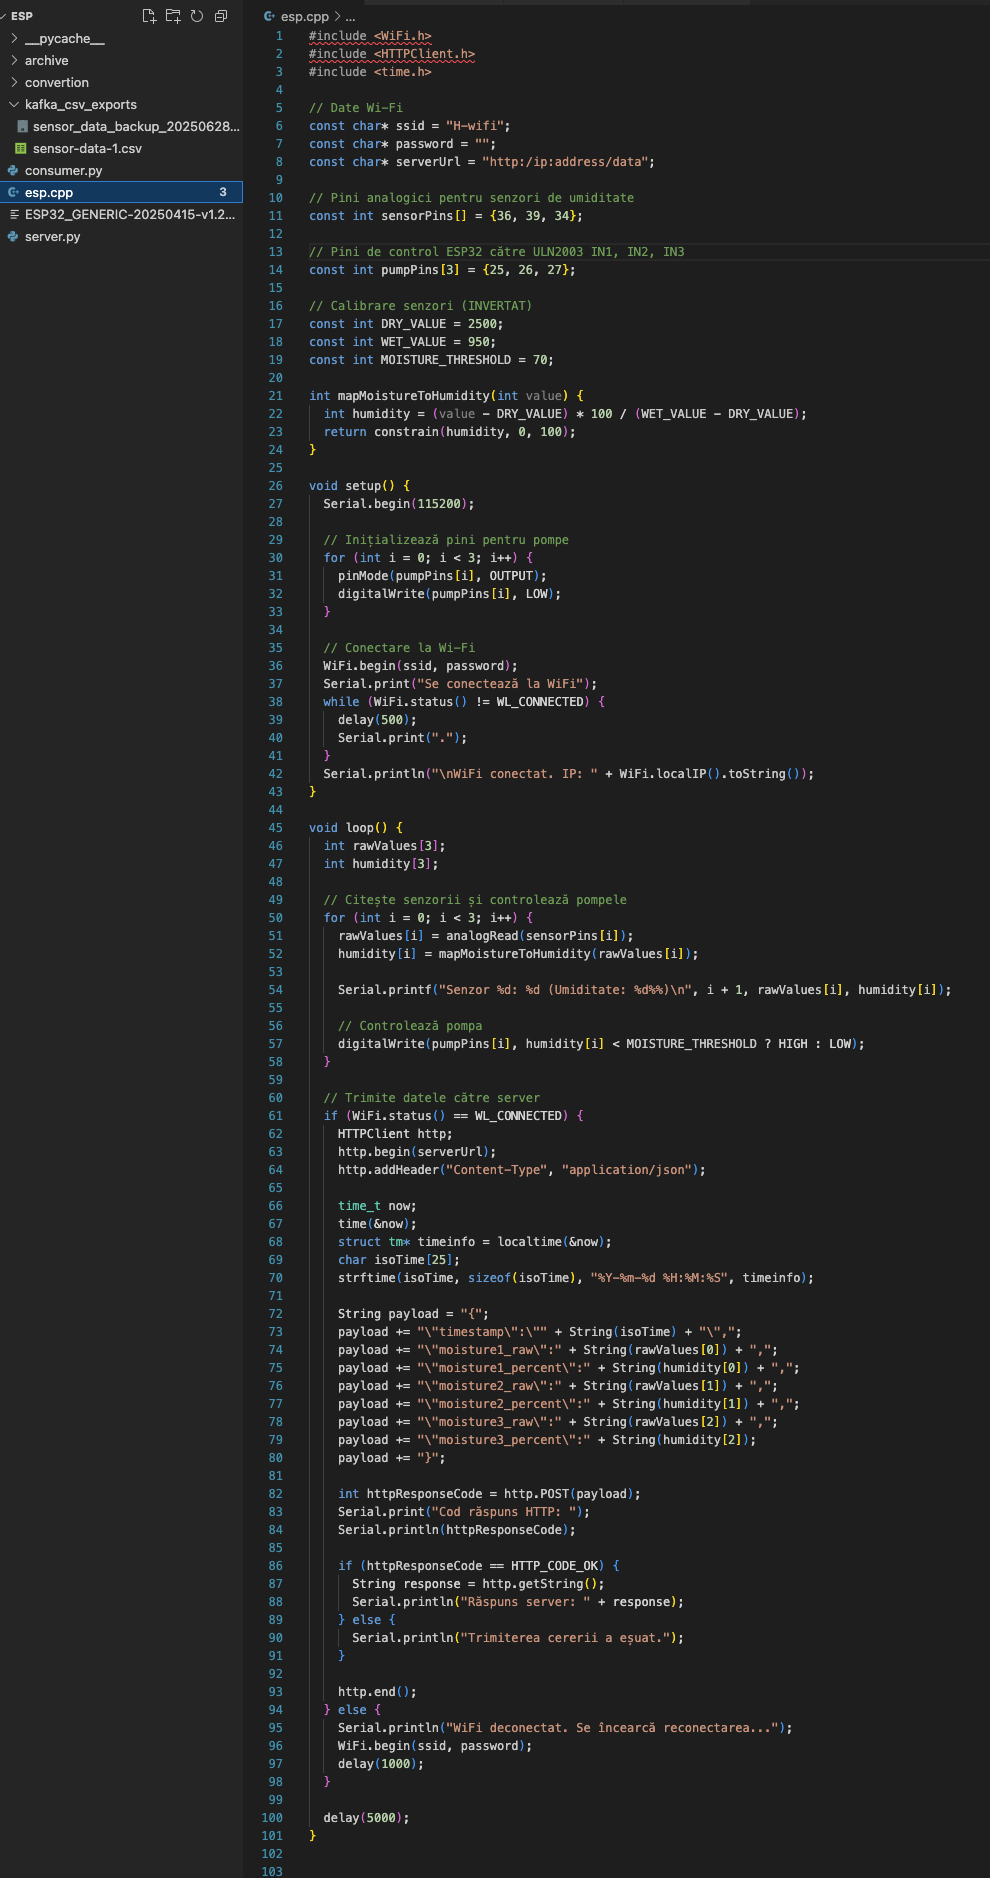 ESP
__pycache__
archive
convertion
kafka_csv_exports
sensor_data_backup_20250628...
sensor-data-1.csv
consumer.py
esp.cpp 3
ESP32_GENERIC-20250415-v1.2...
server.py
esp.cpp > ...
1 #include <WiFi.h>
2 #include <HTTPClient.h>
3 #include <time.h>
4
5 // Date Wi-Fi
6 const char* ssid = "H-wifi";
7 const char* password = "";
8 const char* serverUrl = "http:/ip:address/data";
9
10 // Pini analogici pentru senzori de umiditate
11 const int sensorPins[] = {36, 39, 34};
12
13 // Pini de control ESP32 către ULN2003 IN1, IN2, IN3
14 const int pumpPins[3] = {25, 26, 27};
15
16 // Calibrare senzori (INVERTAT)
17 const int DRY_VALUE = 2500;
18 const int WET_VALUE = 950;
19 const int MOISTURE_THRESHOLD = 70;
20
21 int mapMoistureToHumidity(int value) {
22   int humidity = (value - DRY_VALUE) * 100 / (WET_VALUE - DRY_VALUE);
23   return constrain(humidity, 0, 100);
24 }
25
26 void setup() {
27   Serial.begin(115200);
28
29   // Inițializează pini pentru pompe
30   for (int i = 0; i < 3; i++) {
31     pinMode(pumpPins[i], OUTPUT);
32     digitalWrite(pumpPins[i], LOW);
33   }
34
35   // Conectare la Wi-Fi
36   WiFi.begin(ssid, password);
37   Serial.print("Se conectează la WiFi");
38   while (WiFi.status() != WL_CONNECTED) {
39     delay(500);
40     Serial.print(".");
41   }
42   Serial.println("\nWiFi conectat. IP: " + WiFi.localIP().toString());
43 }
44
45 void loop() {
46   int rawValues[3];
47   int humidity[3];
48
49   // Citește senzorii și controlează pompele
50   for (int i = 0; i < 3; i++) {
51     rawValues[i] = analogRead(sensorPins[i]);
52     humidity[i] = mapMoistureToHumidity(rawValues[i]);
53
54     Serial.printf("Senzor %d: %d (Umiditate: %d%%)\n", i + 1, rawValues[i], humidity[i]);
55
56     // Controlează pompa
57     digitalWrite(pumpPins[i], humidity[i] < MOISTURE_THRESHOLD ? HIGH : LOW);
58   }
59
60   // Trimite datele către server
61   if (WiFi.status() == WL_CONNECTED) {
62     HTTPClient http;
63     http.begin(serverUrl);
64     http.addHeader("Content-Type", "application/json");
65
66     time_t now;
67     time(&now);
68     struct tm* timeinfo = localtime(&now);
69     char isoTime[25];
70     strftime(isoTime, sizeof(isoTime), "%Y-%m-%d %H:%M:%S", timeinfo);
71
72     String payload = "{";
73     payload += "\"timestamp\":\"" + String(isoTime) + "\",";
74     payload += "\"moisture1_raw\":" + String(rawValues[0]) + ",";
75     payload += "\"moisture1_percent\":" + String(humidity[0]) + ",";
76     payload += "\"moisture2_raw\":" + String(rawValues[1]) + ",";
77     payload += "\"moisture2_percent\":" + String(humidity[1]) + ",";
78     payload += "\"moisture3_raw\":" + String(rawValues[2]) + ",";
79     payload += "\"moisture3_percent\":" + String(humidity[2]);
80     payload += "}";
81
82     int httpResponseCode = http.POST(payload);
83     Serial.print("Cod răspuns HTTP: ");
84     Serial.println(httpResponseCode);
85
86     if (httpResponseCode == HTTP_CODE_OK) {
87       String response = http.getString();
88       Serial.println("Răspuns server: " + response);
89     } else {
90       Serial.println("Trimiterea cererii a eșuat.");
91     }
92
93     http.end();
94   } else {
95     Serial.println("WiFi deconectat. Se încearcă reconectarea...");
96     WiFi.begin(ssid, password);
97     delay(1000);
98   }
99
100   delay(5000);
101 }
102
103